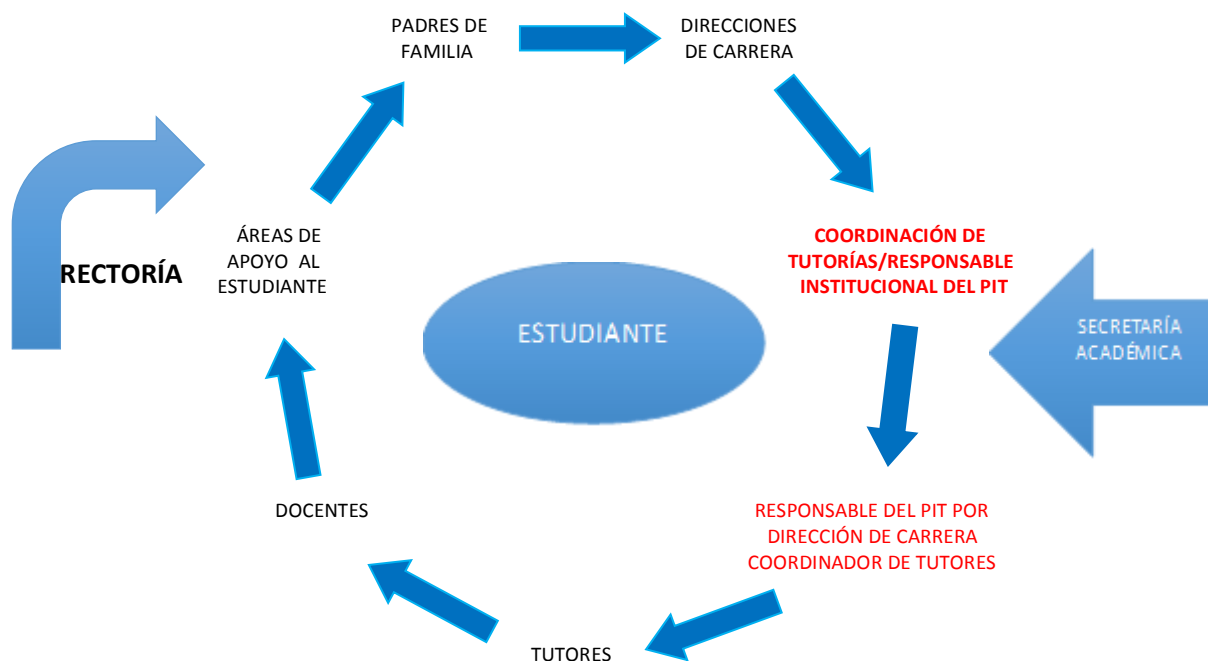 PADRES DE
FAMILIA
DIRECCIONES
DE CARRERA
ÁREAS DE
APOYO AL
ESTUDIANTE
RECTORÍA
COORDINACIÓN DE
TUTORÍAS/RESPONSABLE
INSTITUCIONAL DEL PIT
ESTUDIANTE
SECRETARÍA
ACADÉMICA
DOCENTES
RESPONSABLE DEL PIT POR
DIRECCIÓN DE CARRERA
COORDINADOR DE TUTORES
TUTORES